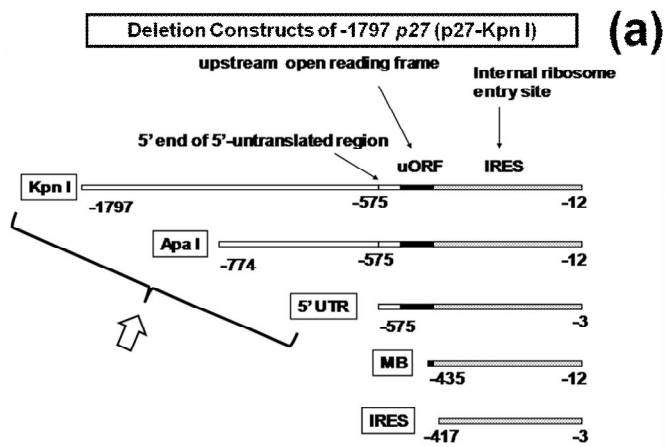 Deletion Constructs of -1797 p27 (p27-Kpn I)
(a)
upstream open reading frame
Internal ribosome
entry site
5' end of 5'-untranslated region
uORF
IRES
Kpn I
-1797
-575
-12
Apa I
-774
-575
-12
5' UTR
-575
-3
MB
-435
-12
IRES
-417
-3